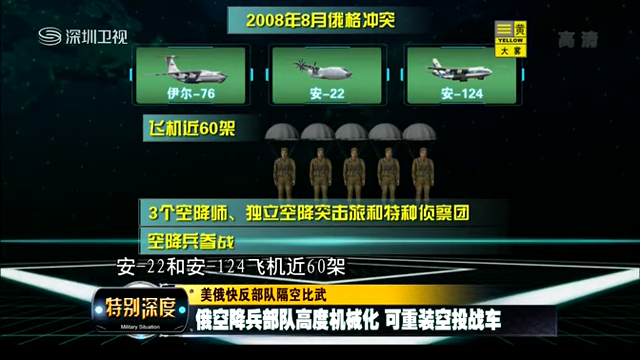 深圳卫视
2008年8月俄格冲突
黄
YELLOW
大雾
高清
伊尔-76
安-22
安-124
飞机近60架
3个空降师、独立空降突击旅和特种侦察团
空降兵参战
安-22和安-124飞机近60架
美俄快反部队隔空比武
特别深度
Military Situation
俄空降兵部队高度机械化 可重装空投战车